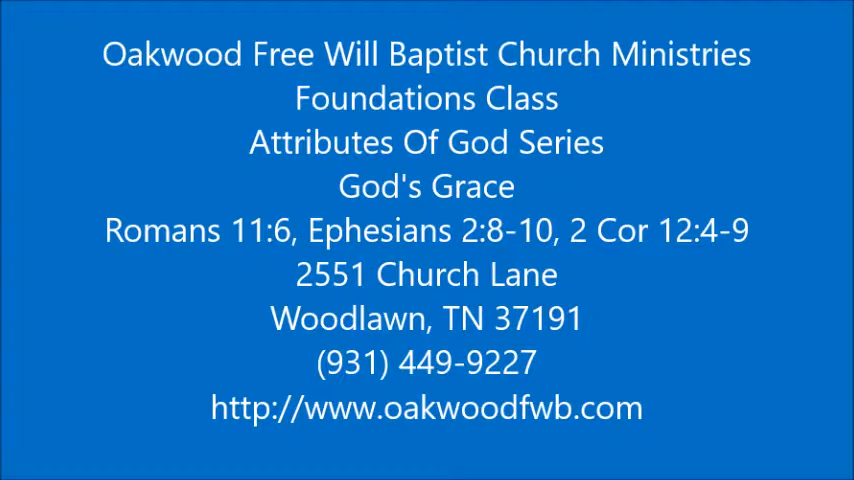 Oakwood Free Will Baptist Church Ministries
Foundations Class
Attributes Of God Series
God's Grace
Romans 11:6, Ephesians 2:8-10, 2 Cor 12:4-9
2551 Church Lane
Woodlawn, TN 37191
(931) 449-9227
http://www.oakwoodfwb.com